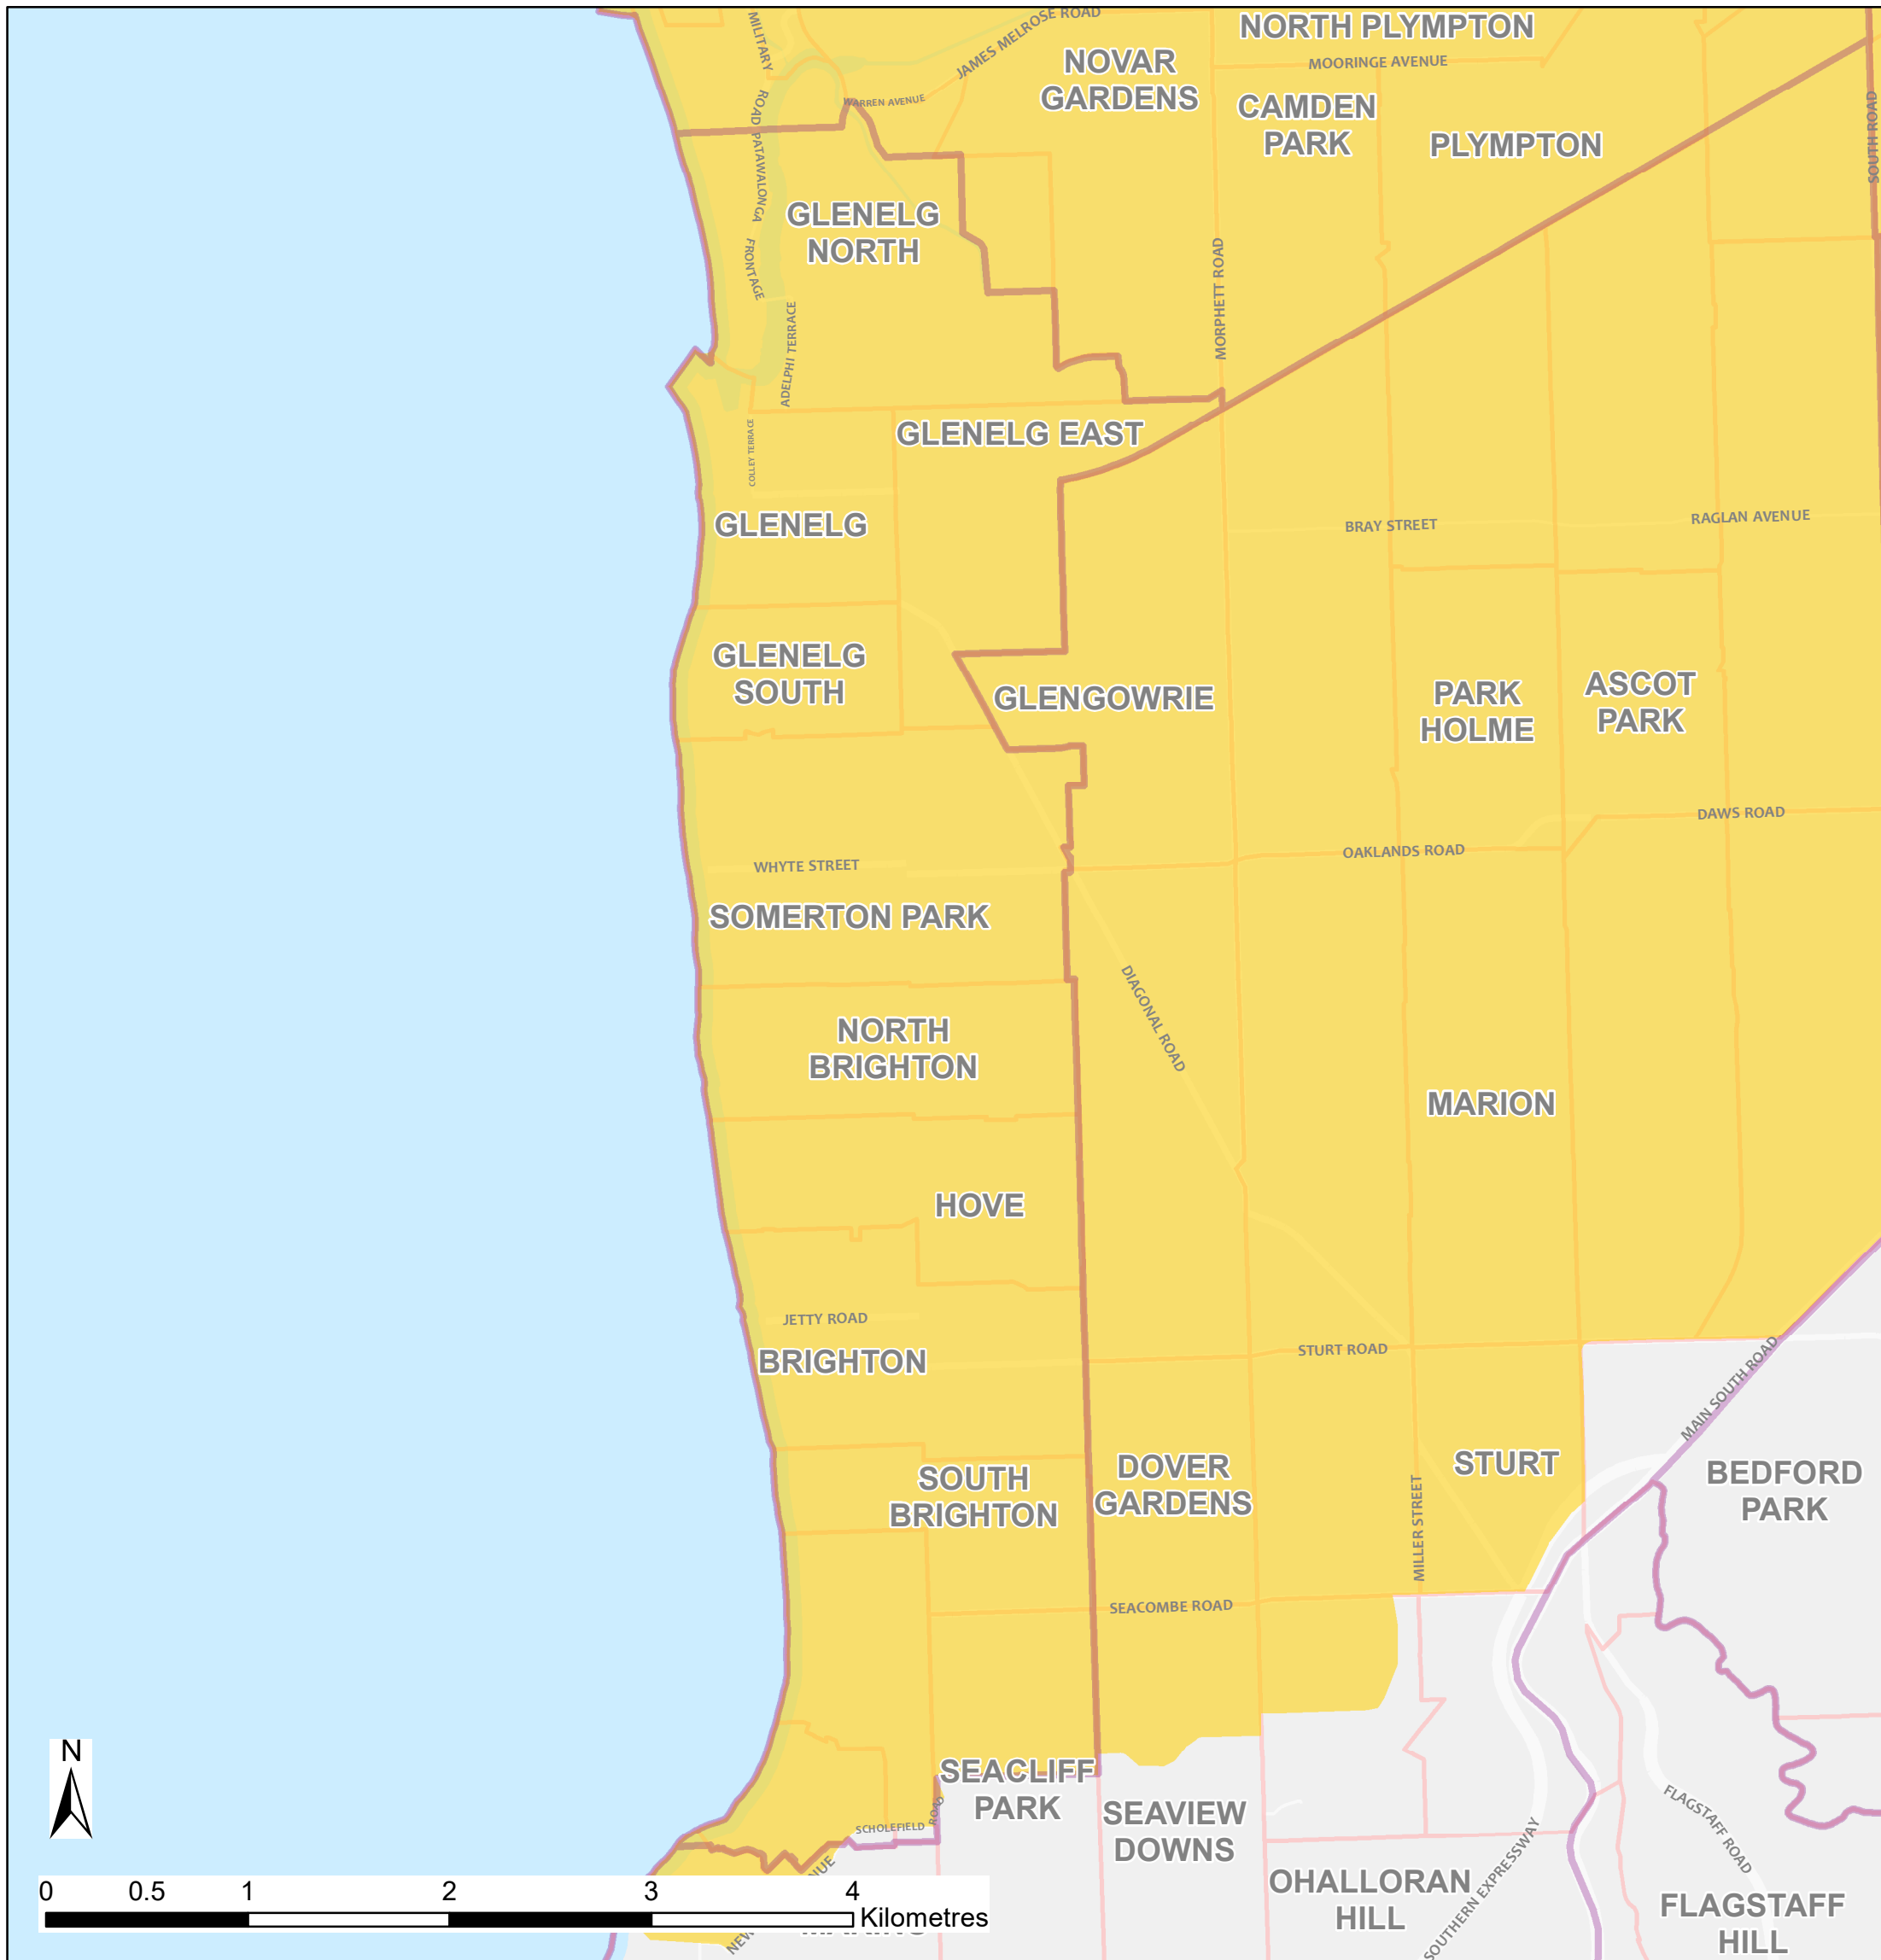 MILITARY
ROAD
PATAWALONGA
FRONTAGE
JAMES MELROSE ROAD
WARREN AVENUE
NORTH PLYMPTON
MOORINGE AVENUE
NOVAR
GARDENS
CAMDEN
PARK
PLYMPTON
SOUTH ROAD
GLENELG
NORTH
ADELPHI TERRACE
MORPHETT ROAD
COLLEY TERRACE
GLENELG EAST
GLENELG
BRAY STREET
RAGLAN AVENUE
GLENELG
SOUTH
GLENGOWRIE
PARK
HOLME
ASCOT
PARK
DAWS ROAD
OAKLANDS ROAD
WHYTE STREET
SOMERTON PARK
DIAGONAL ROAD
NORTH
BRIGHTON
MARION
HOVE
JETTY ROAD
BRIGHTON
STURT ROAD
MAIN SOUTH ROAD
SOUTH
BRIGHTON
DOVER
GARDENS
STURT
BEDFORD
PARK
MILLER STREET
SEACOMBE ROAD
SEACLIFF
PARK
SEAVIEW
DOWNS
SCHOLEFIELD
ROAD
FLAGSTAFF ROAD
SOUTHERN EXPRESSWAY
OHALLORAN
HILL
FLAGSTAFF
HILL
N
0 0.5 1 2 3 4
Kilometres